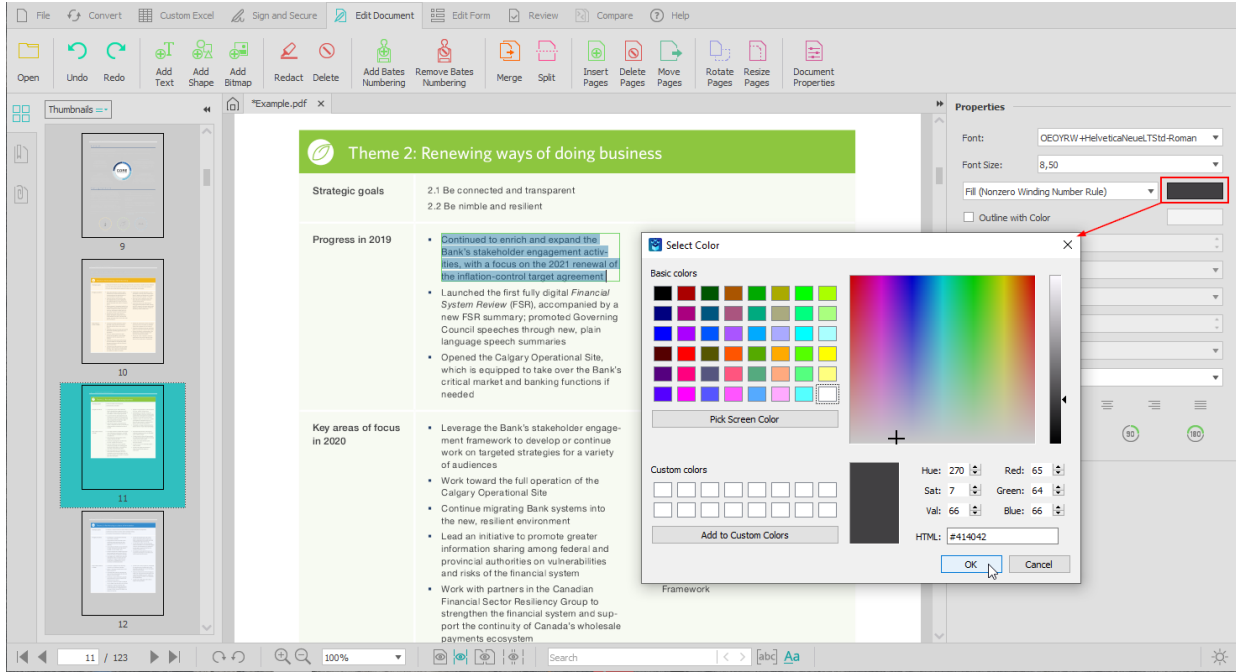 File Convert Custom Excel Sign and Secure Edit Document Edit Form Review Compare ? Help
Open Undo Redo Add Text Add Shape Add Bitmap Redact Delete Add Bates Numbering Remove Bates Numbering Merge Split Insert Pages Delete Pages Move Pages Rotate Pages Resize Pages Document Properties
Thumbnails
*Example.pdf
9
10
11
12
Theme 2: Renewing ways of doing business
Strategic goals
2.1 Be connected and transparent
2.2 Be nimble and resilient
Progress in 2019
• Continued to enrich and expand the
Bank's stakeholder engagement activ-
ities, with a focus on the 2021 renewal of
the inflation-control target agreement
• Launched the first fully digital Financial
System Review (FSR), accompanied by a
new FSR summary; promoted Governing
Council speeches through new, plain
language speech summaries
• Opened the Calgary Operational Site,
which is equipped to take over the Bank's
critical market and banking functions if
needed
Key areas of focus
in 2020
• Leverage the Bank's stakeholder engage-
ment framework to develop or continue
work on targeted strategies for a variety
of audiences
• Work toward the full operation of the
Calgary Operational Site
• Continue migrating Bank systems into
the new, resilient environment
• Lead an initiative to promote greater
information sharing among federal and
provincial authorities on vulnerabilities
and risks of the financial system
• Work with partners in the Canadian
Financial Sector Resiliency Group to
strengthen the financial system and sup-
port the continuity of Canada's wholesale
payments ecosystem
Framework
Properties
Font: OEOYRW+HelveticaNeueLTStd-Roman
Font Size: 8,50
Fill (Nonzero Winding Number Rule)
Outline with Color
90 180
Select Color
Basic colors
Pick Screen Color
Custom colors
Add to Custom Colors
Hue: 270 Red: 65
Sat: 7 Green: 64
Val: 66 Blue: 66
HTML: #414042
OK Cancel
11 / 123 100% Search abc Aa